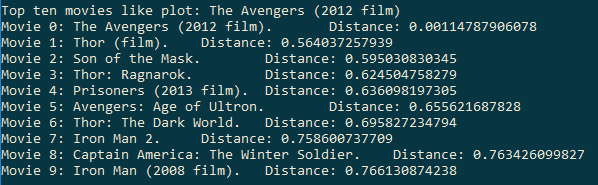 Top ten movies like plot: The Avengers (2012 film)
Movie 0: The Avengers (2012 film). Distance: 0.00114787906078
Movie 1: Thor (film). Distance: 0.564037257939
Movie 2: Son of the Mask. Distance: 0.595030830345
Movie 3: Thor: Ragnarok. Distance: 0.624504758279
Movie 4: Prisoners (2013 film). Distance: 0.636098197305
Movie 5: Avengers: Age of Ultron. Distance: 0.655621687828
Movie 6: Thor: The Dark World. Distance: 0.695827234794
Movie 7: Iron Man 2. Distance: 0.758600737709
Movie 8: Captain America: The Winter Soldier. Distance: 0.763426099827
Movie 9: Iron Man (2008 film). Distance: 0.766130874238